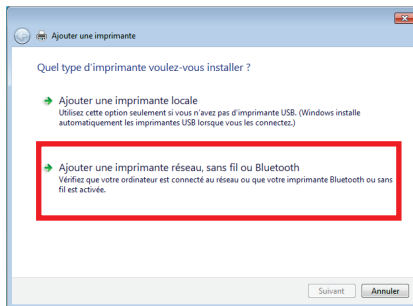 Ajouter une imprimante
Quel type d'imprimante voulez-vous installer ?
Ajouter une imprimante locale
Utilisez cette option seulement si vous n'avez pas d'imprimante USB. (Windows installe
automatiquement les imprimantes USB lorsque vous les connectez.)
Ajouter une imprimante réseau, sans fil ou Bluetooth
Vérifiez que votre ordinateur est connecté au réseau ou que votre imprimante Bluetooth ou sans
fil est activée.
Suivant Annuler